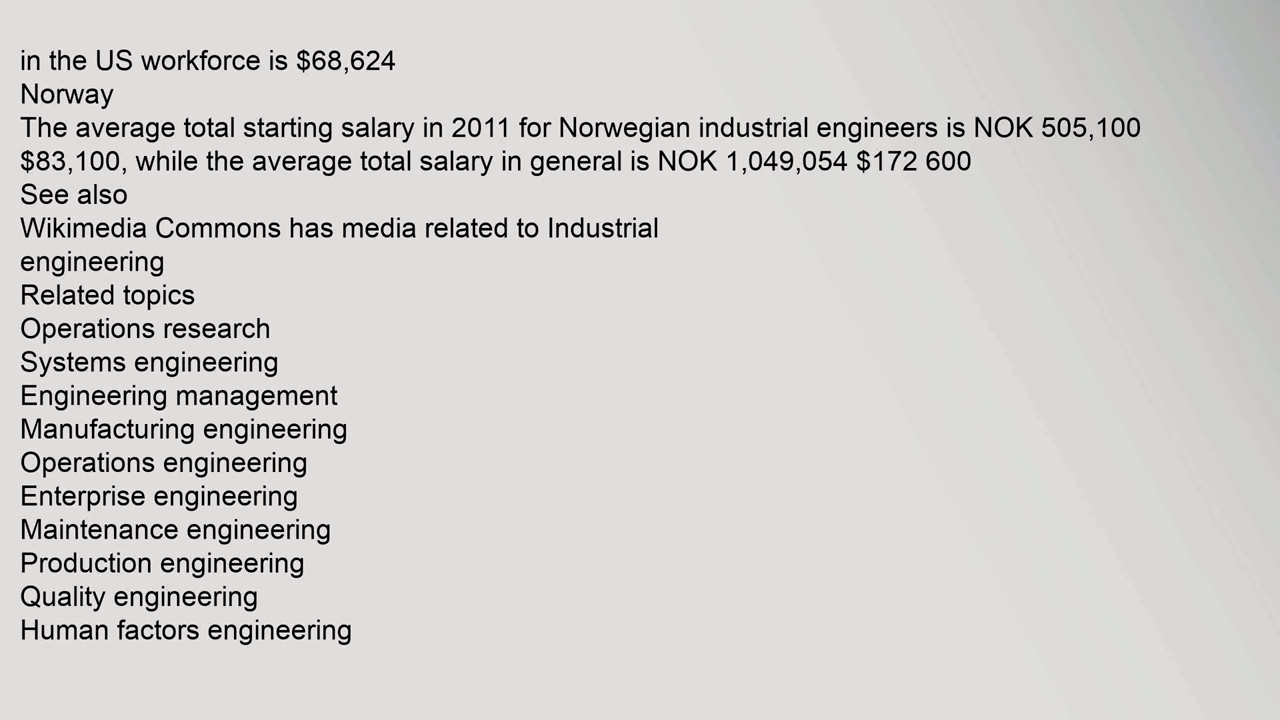 in the US workforce is $68,624
Norway
The average total starting salary in 2011 for Norwegian industrial engineers is NOK 505,100
$83,100, while the average total salary in general is NOK 1,049,054 $172 600
See also
Wikimedia Commons has media related to Industrial
engineering
Related topics
Operations research
Systems engineering
Engineering management
Manufacturing engineering
Operations engineering
Enterprise engineering
Maintenance engineering
Production engineering
Quality engineering
Human factors engineering